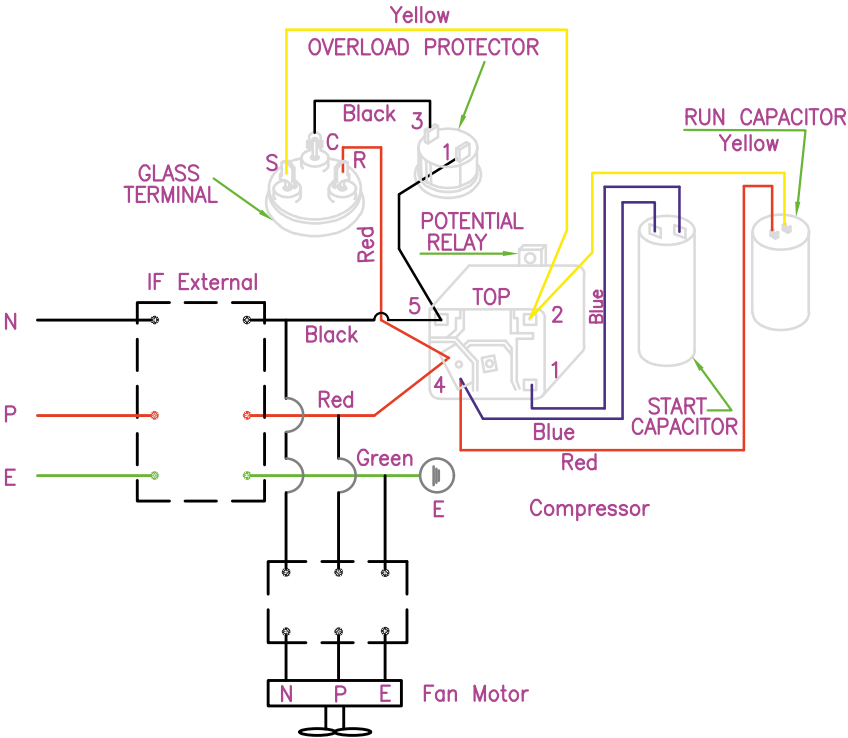 Yellow
OVERLOAD PROTECTOR
Black
3
RUN CAPACITOR
C
Yellow
S
R
1
GLASS
TERMINAL
POTENTIAL
RELAY
Red
IF External
TOP
5
2
Blue
N
Black
1
4
Red
START
CAPACITOR
P
Blue
Green
Red
E
E
Compressor
N P E
Fan Motor